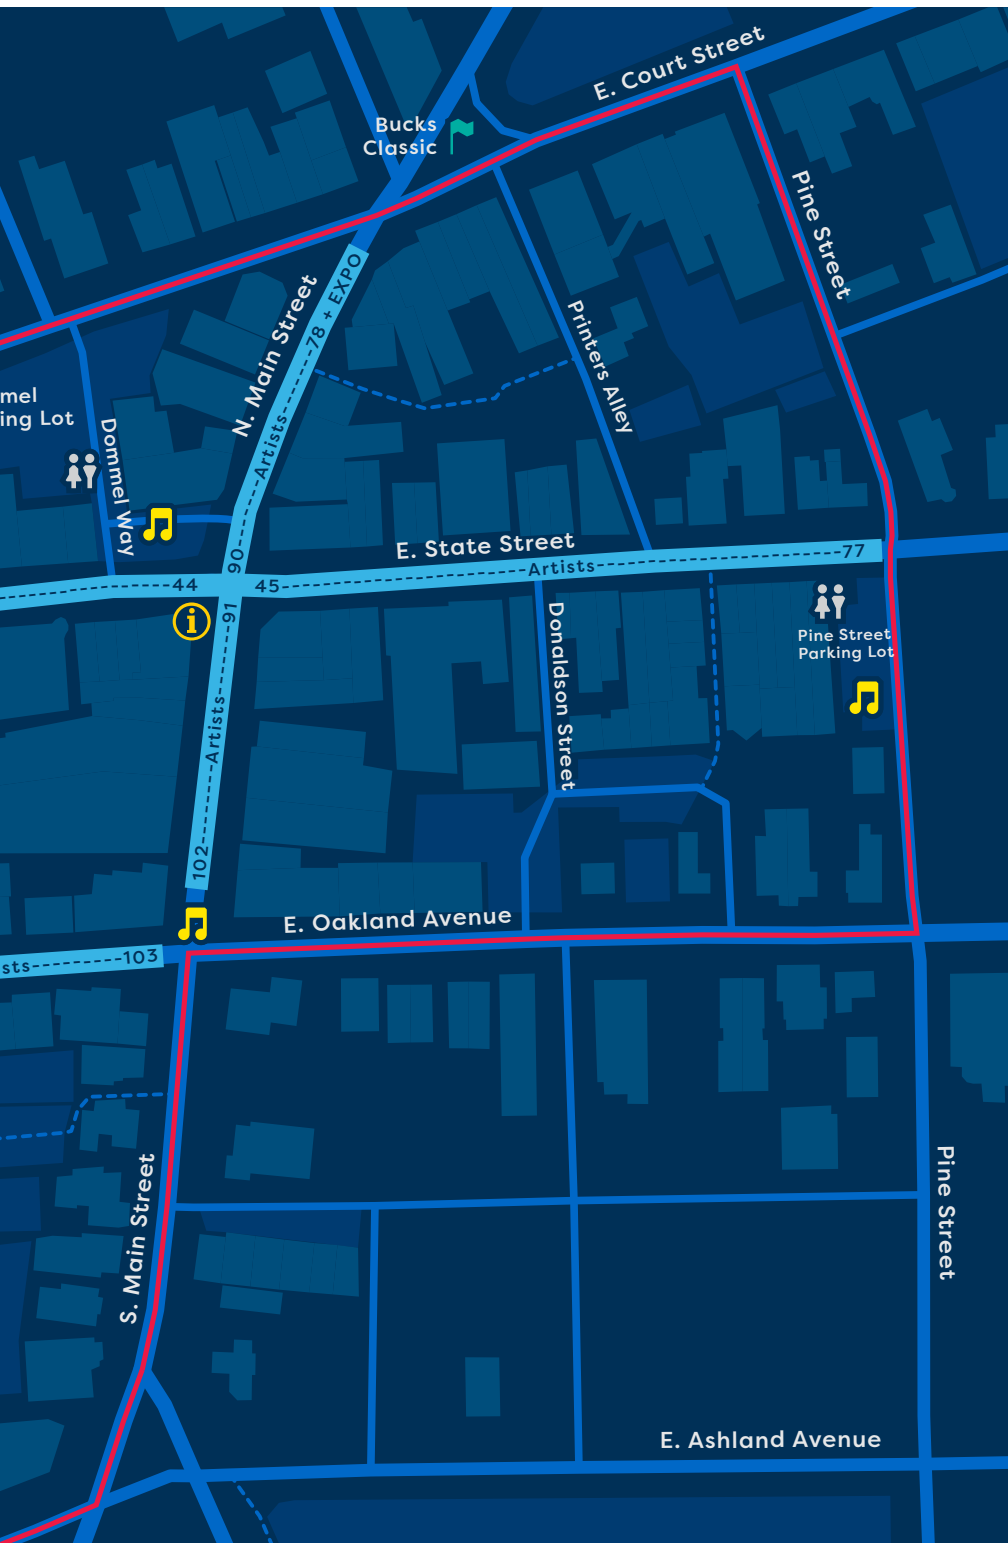 E. Court Street
Bucks
Classic
Pine Street
78 + EXPO
N. Main Street
Printers Alley
mel
ing Lot
Artists
Dommel Way
E. State Street
77
Artists
90
44
45
91
i
Donaldson Street
Pine Street
Parking Lot
Artists
102
E. Oakland Avenue
sts
103
S. Main Street
Pine Street
E. Ashland Avenue